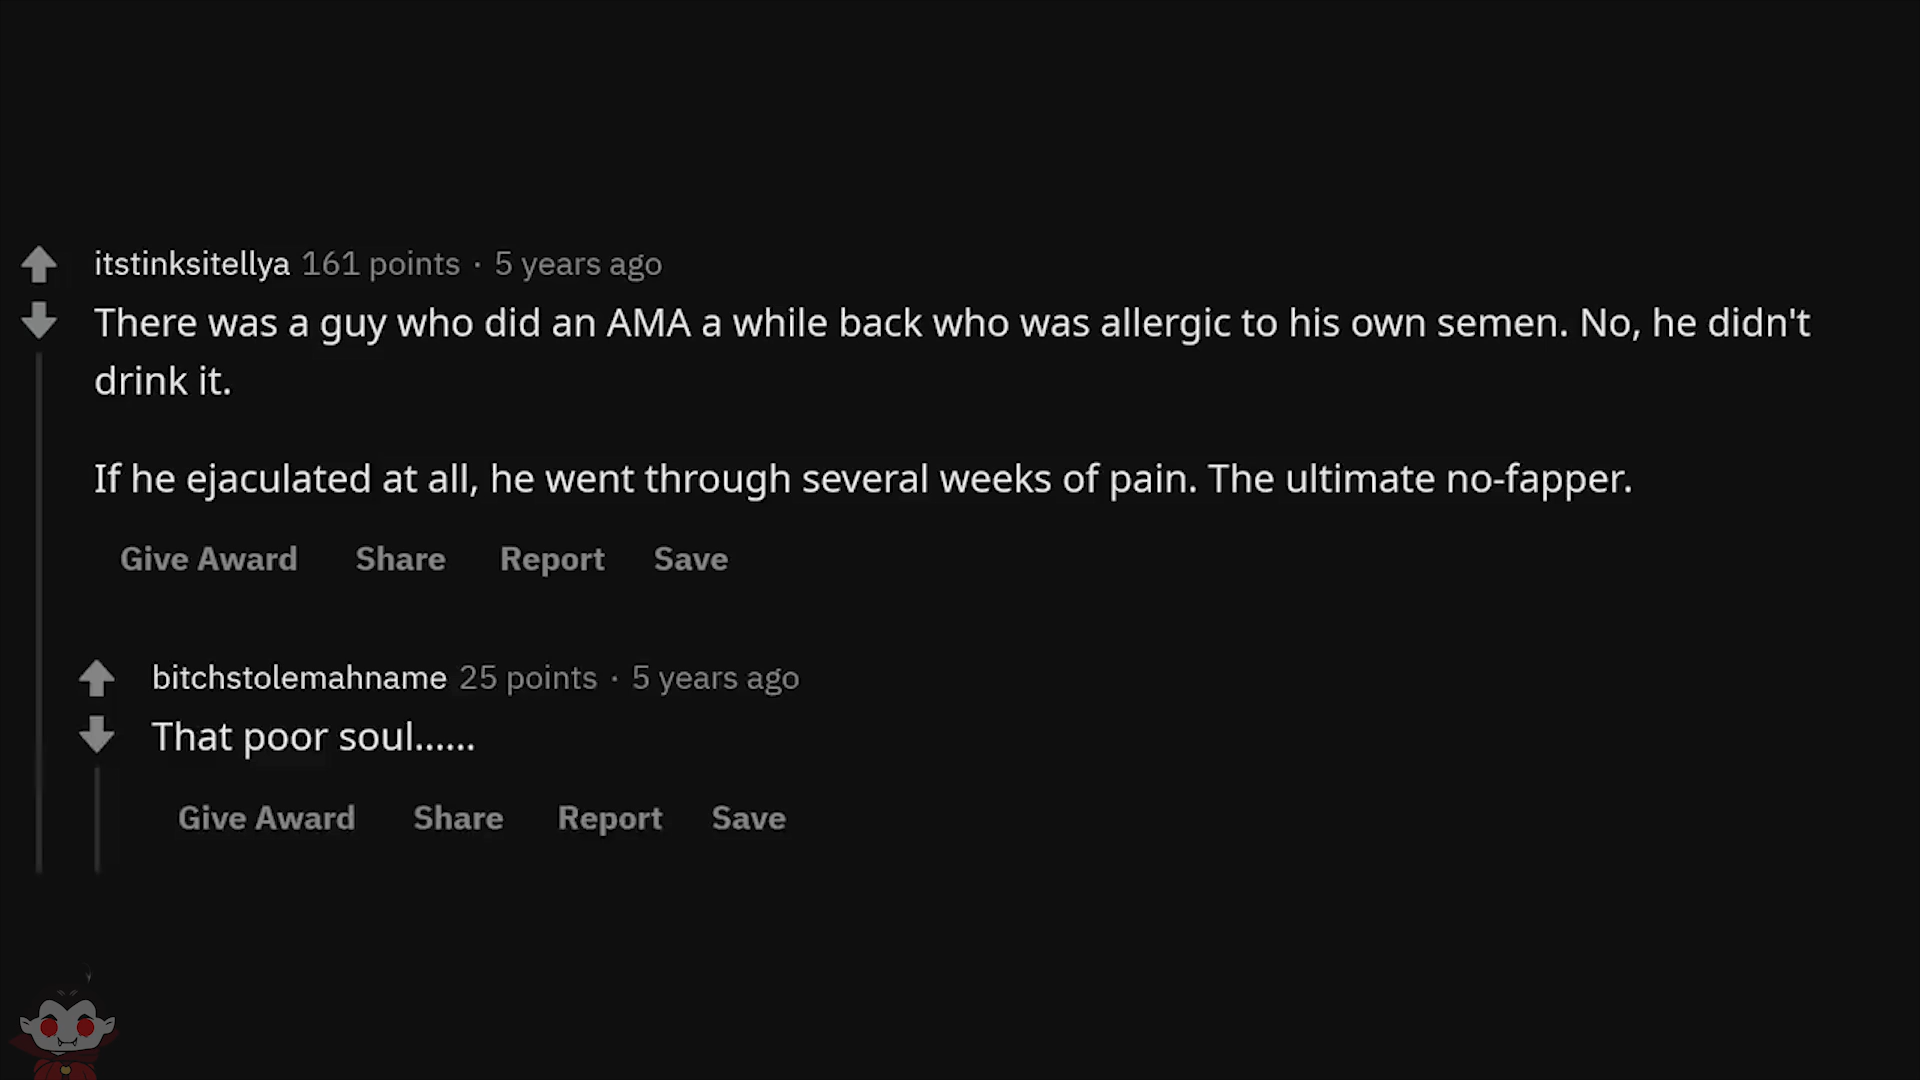 itstinksitellya 161 points · 5 years ago
There was a guy who did an AMA a while back who was allergic to his own semen. No, he didn't
drink it.
If he ejaculated at all, he went through several weeks of pain. The ultimate no-fapper.
Give Award Share Report Save
bitchstolemahname 25 points · 5 years ago
That poor soul......
Give Award Share Report Save